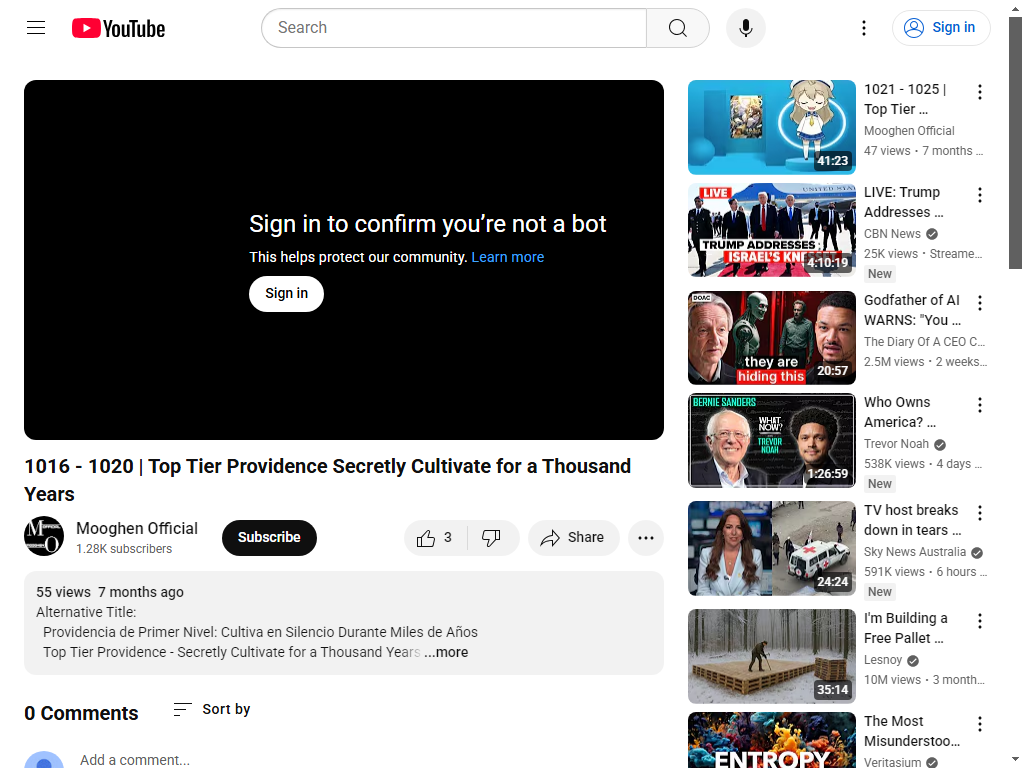 YouTube
Search
Sign in
Sign in to confirm you’re not a bot
This helps protect our community. Learn more
Sign in
1016 - 1020 | Top Tier Providence Secretly Cultivate for a Thousand
Years
Mooghen Official
1.28K subscribers
Subscribe
3
Share
55 views 7 months ago
Alternative Title:
Providencia de Primer Nivel: Cultiva en Silencio Durante Miles de Años
Top Tier Providence - Secretly Cultivate for a Thousand Years ...more
0 Comments
Sort by
Add a comment...
41:23
1021 - 1025 |
Top Tier ...
Mooghen Official
47 views • 7 months ...
LIVE
UNITED STA
TRUMP ADDRESSES
ISRAEL'S KNE
4:10:19
LIVE: Trump
Addresses ...
CBN News
25K views • Streame...
New
DOAC
they are
hiding this
20:57
Godfather of AI
WARNS: "You ...
The Diary Of A CEO C...
2.5M views • 2 weeks...
BERNIE SANDERS
WHAT
NOW?
TREVOR
NOAH
1:26:59
Who Owns
America? ...
Trevor Noah
538K views • 4 days ...
New
24:24
TV host breaks
down in tears ...
Sky News Australia
591K views • 6 hours ...
New
35:14
I'm Building a
Free Pallet ...
Lesnoy
10M views • 3 month...
ENTROPY
The Most
Misunderstoo...
Veritasium